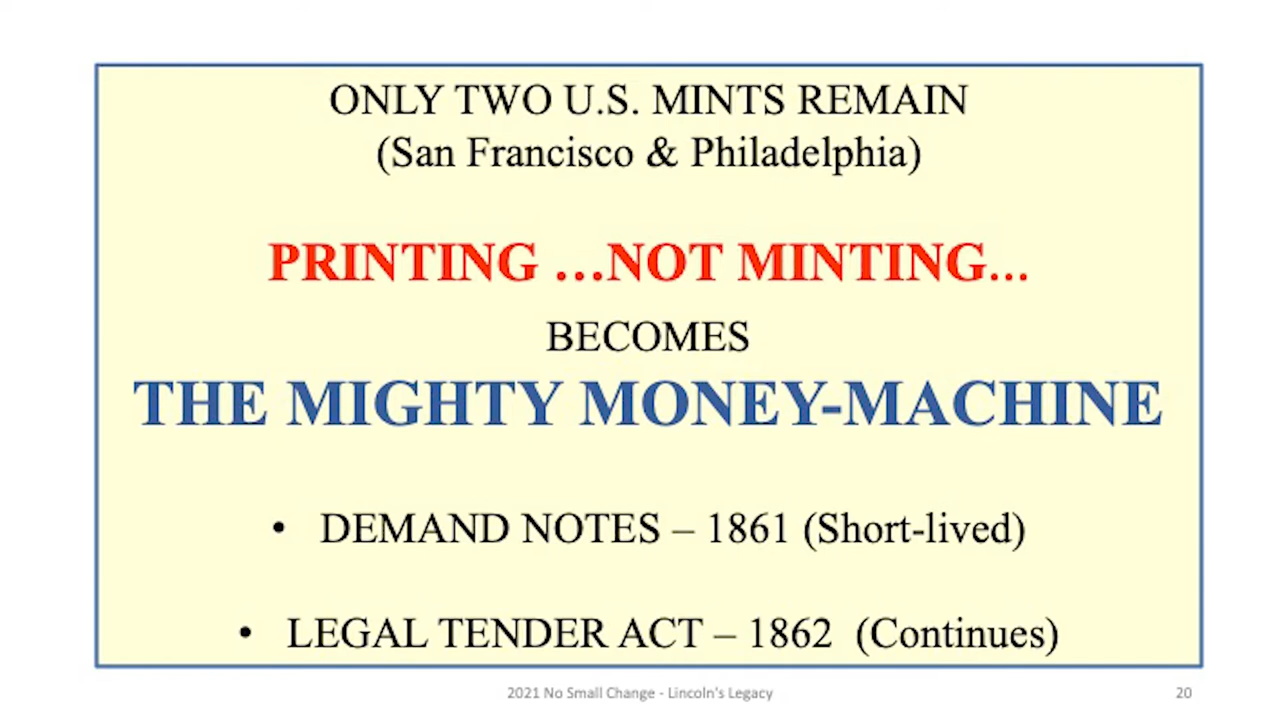 ONLY TWO U.S. MINTS REMAIN
(San Francisco & Philadelphia)
PRINTING …NOT MINTING…
BECOMES
THE MIGHTY MONEY-MACHINE
• DEMAND NOTES – 1861 (Short-lived)
• LEGAL TENDER ACT – 1862 (Continues)
2021 No Small Change - Lincoln's Legacy 20